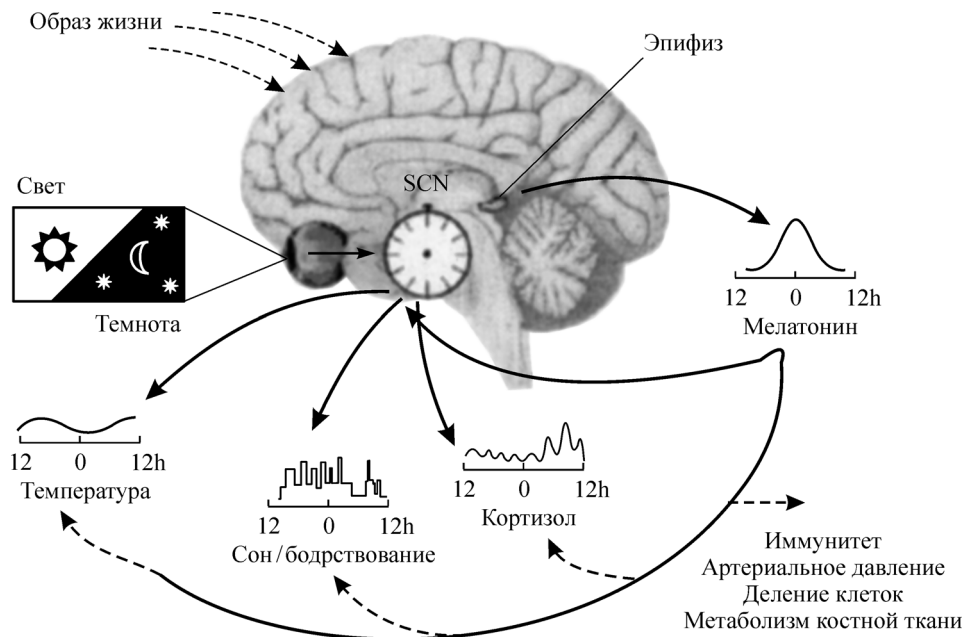 Образ жизни
Эпифиз
SCN
Свет
Темнота
12 0 12h
Мелатонин
12 0 12h
Температура
12 0 12h
Сон / бодрствование
12 0 12h
Кортизол
Иммунитет
Артериальное давление
Деление клеток
Метаболизм костной ткани